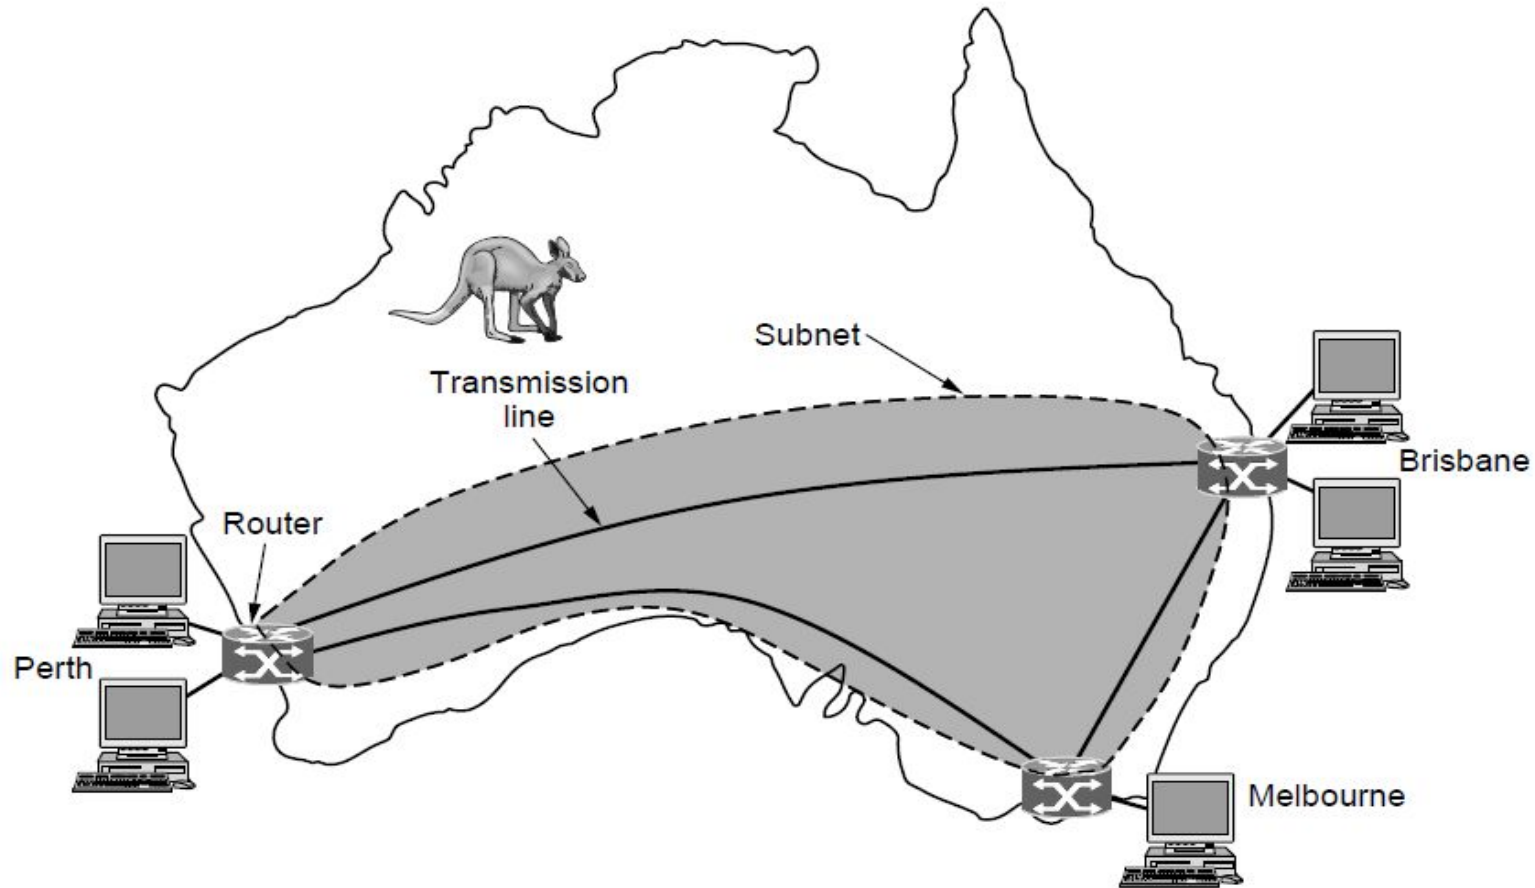 Subnet
Transmission
line
Brisbane
Router
Perth
Melbourne